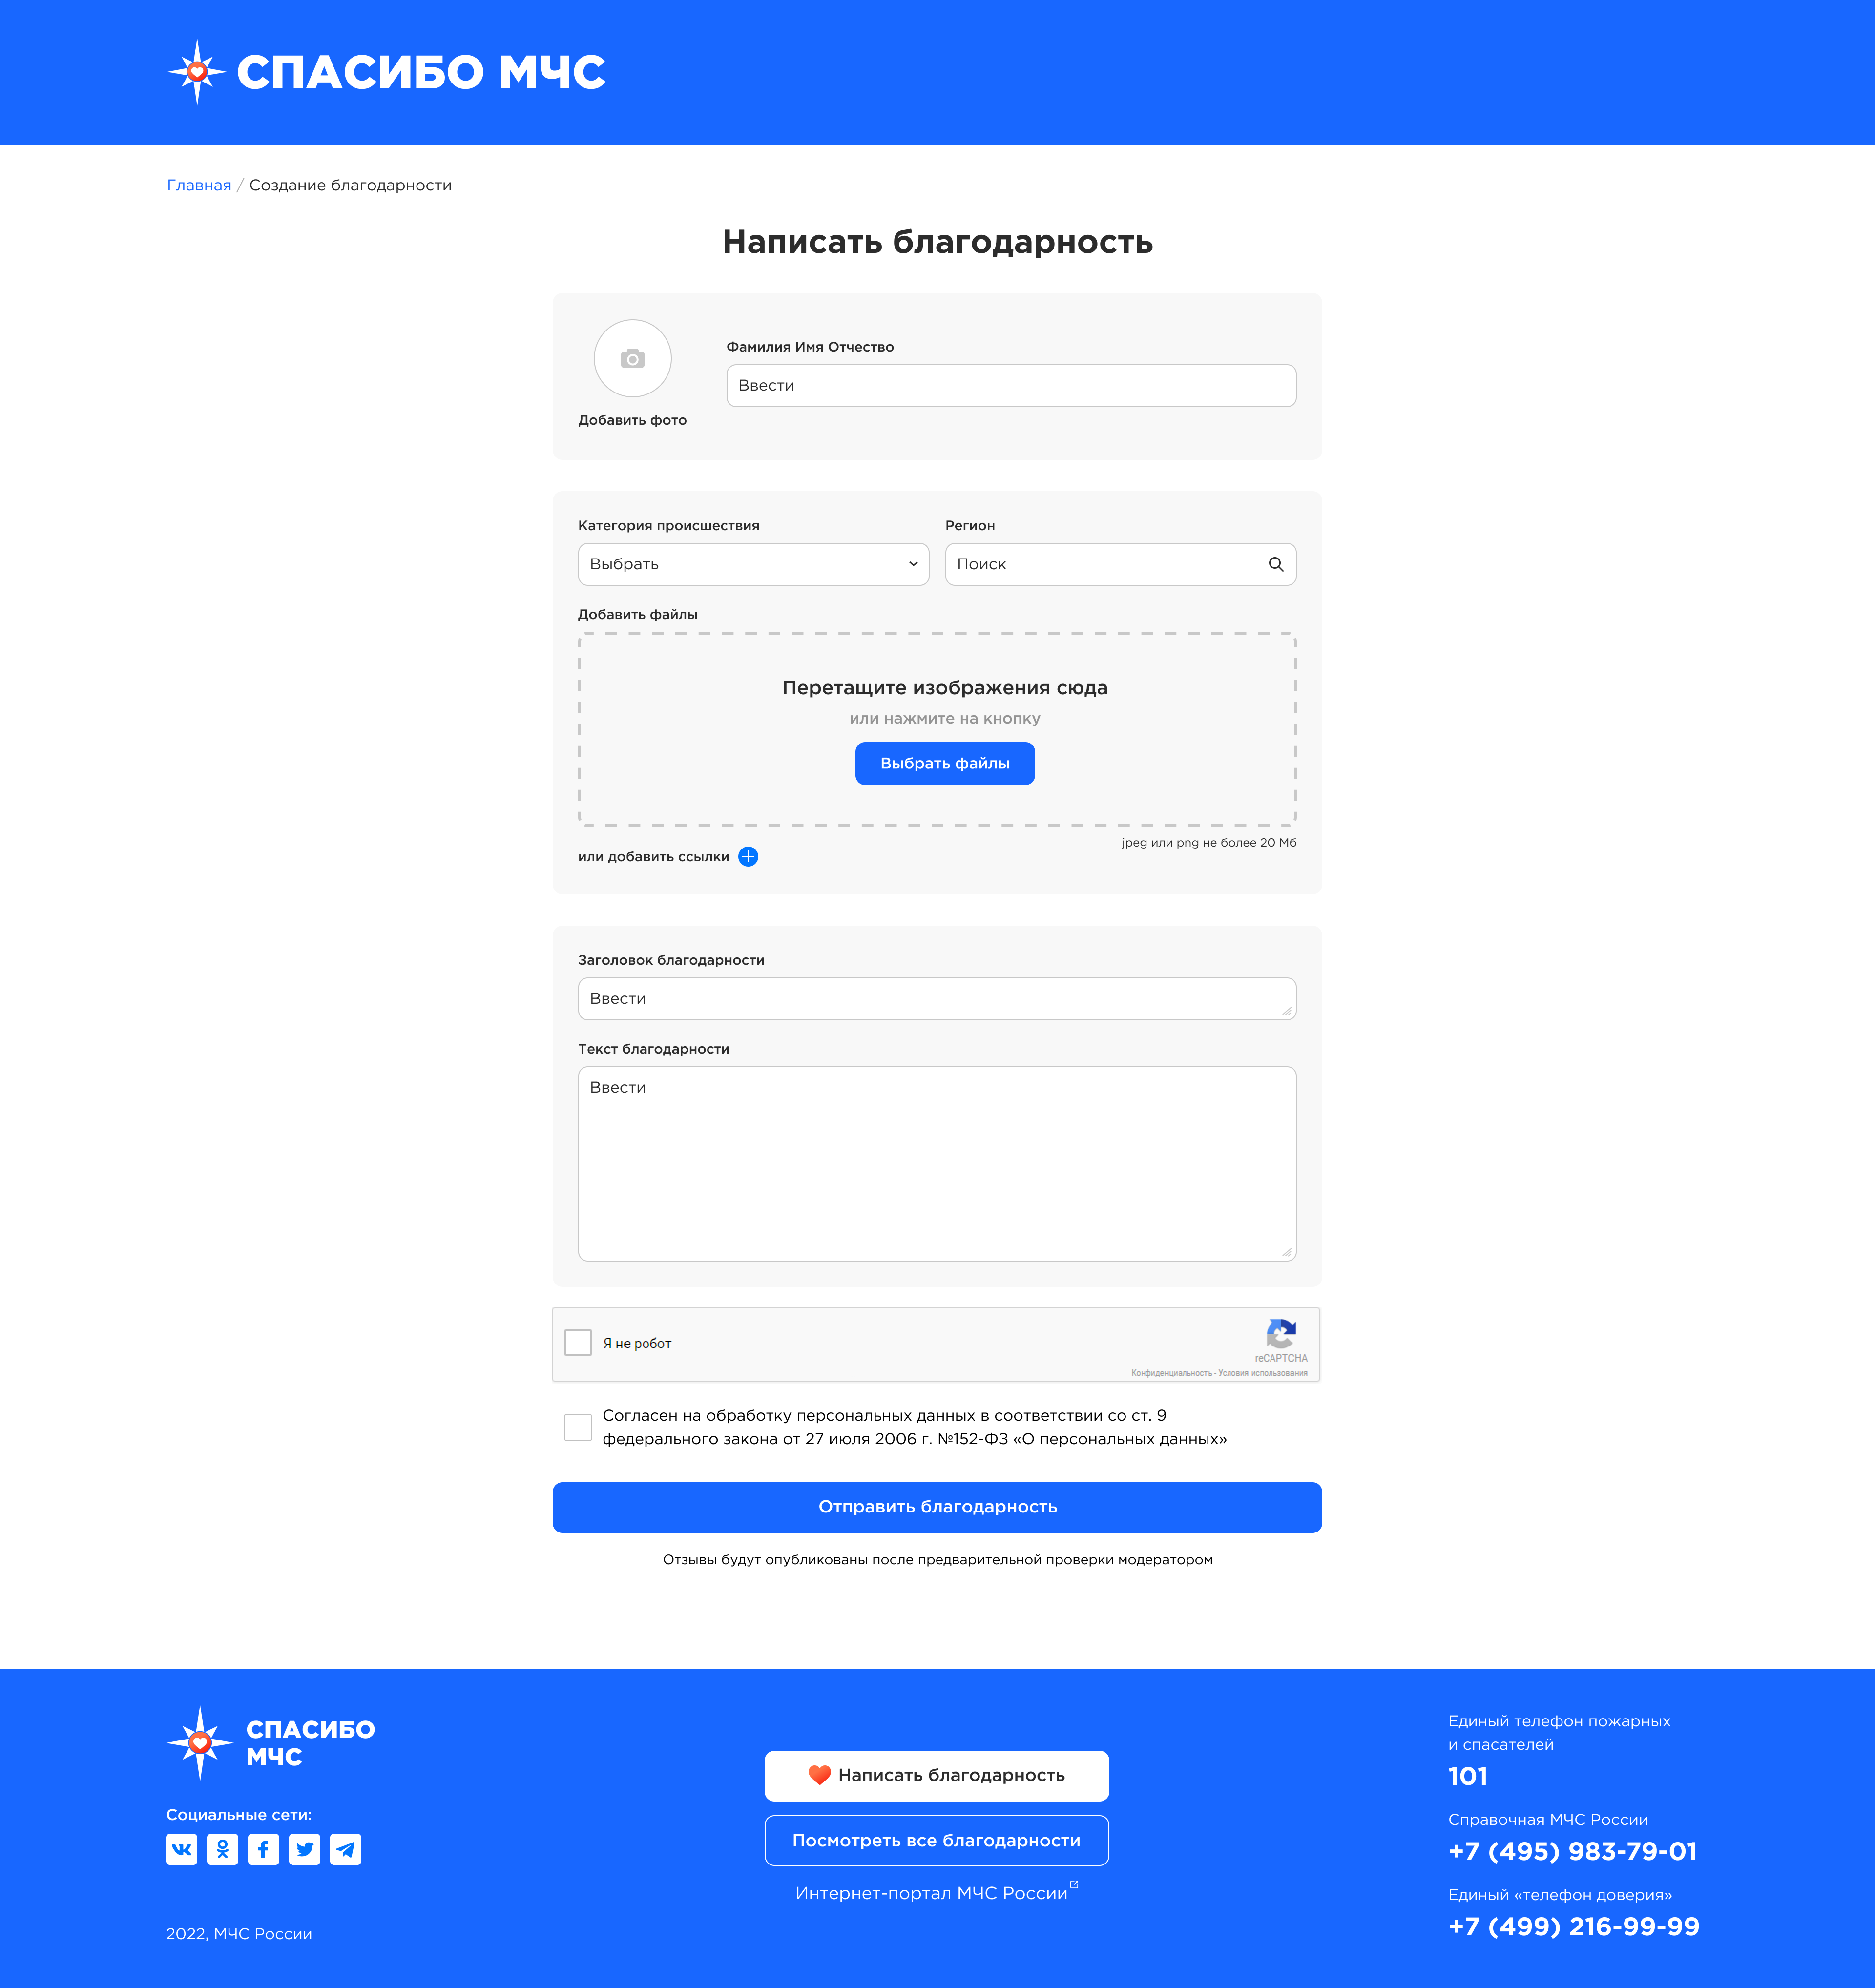 СПАСИБО МЧС
Главная / Создание благодарности
Написать благодарность
Фамилия Имя Отчество
Ввести
Добавить фото
Категория происшествия
Регион
Выбрать
Поиск
Добавить файлы
Перетащите изображения сюда
или нажмите на кнопку
Выбрать файлы
jpeg или png не более 20 Мб
или добавить ссылки
Заголовок благодарности
Ввести
Текст благодарности
Ввести
Я не робот
reCAPTCHA
Конфиденциальность - Условия использования
Согласен на обработку персональных данных в соответствии со ст. 9
федерального закона от 27 июля 2006 г. №152-ФЗ «О персональных данных»
Отправить благодарность
Отзывы будут опубликованы после предварительной проверки модератором
СПАСИБО
МЧС
Социальные сети:
2022, МЧС России
Написать благодарность
Посмотреть все благодарности
Интернет-портал МЧС России
Единый телефон пожарных
и спасателей
101
Справочная МЧС России
+7 (495) 983-79-01
Единый «телефон доверия»
+7 (499) 216-99-99